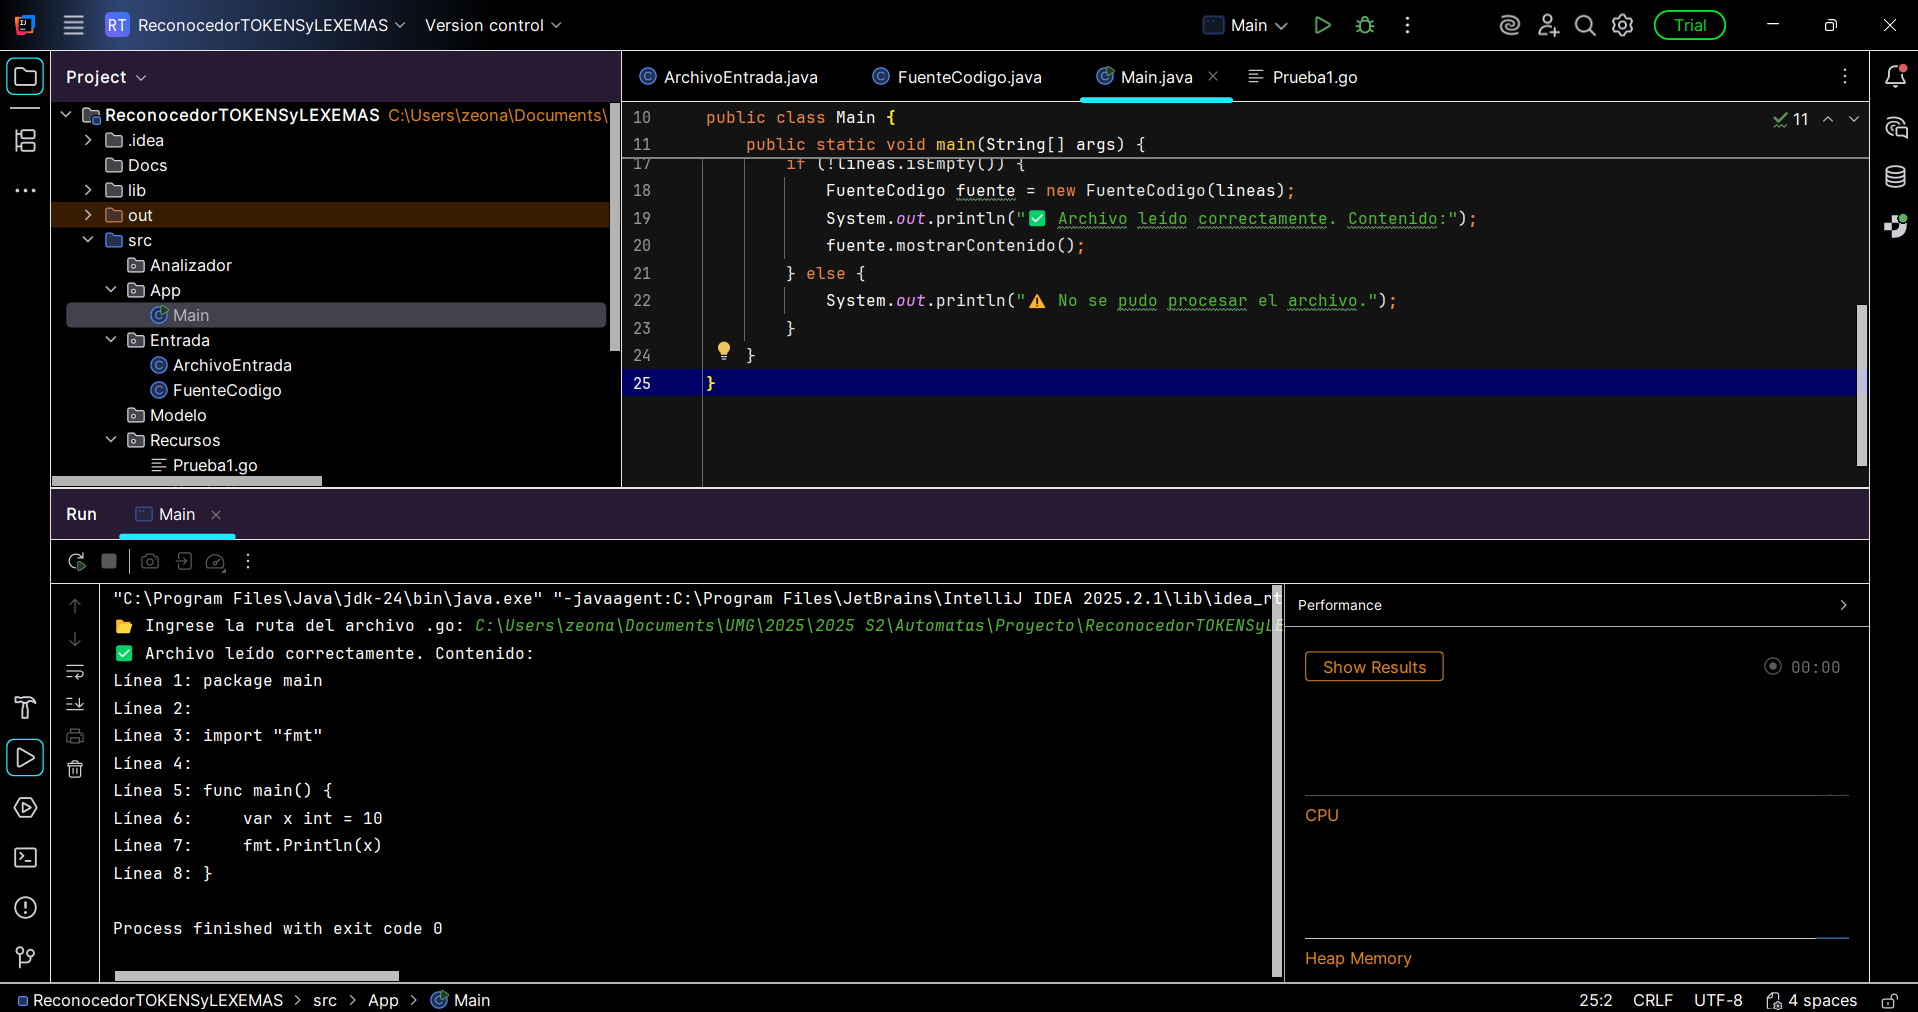 RT ReconocedorTOKENSyLEXEMAS Version control Main Trial
Project
ReconocedorTOKENSyLEXEMAS C:\Users\zeona\Documents\
.idea
Docs
lib
out
src
Analizador
App
Main
Entrada
ArchivoEntrada
FuenteCodigo
Modelo
Recursos
Prueba1.go
ArchivoEntrada.java FuenteCodigo.java Main.java Prueba1.go
10 public class Main {
11 public static void main(String[] args) {
17 if (!lineas.isEmpty()) {
18 FuenteCodigo fuente = new FuenteCodigo(lineas);
19 System.out.println("✅ Archivo leído correctamente. Contenido:");
20 fuente.mostrarContenido();
21 } else {
22 System.out.println("⚠️ No se pudo procesar el archivo.");
23 }
24 }
25 }
11
Run Main
"C:\Program Files\Java\jdk-24\bin\java.exe" "-javaagent:C:\Program Files\JetBrains\IntelliJ IDEA 2025.2.1\lib\idea_rt
📂 Ingrese la ruta del archivo .go: C:\Users\zeona\Documents\UMG\2025\2025 S2\Automatas\Proyecto\ReconocedorTOKENSyLE
✅ Archivo leído correctamente. Contenido:
Línea 1: package main
Línea 2:
Línea 3: import "fmt"
Línea 4:
Línea 5: func main() {
Línea 6:     var x int = 10
Línea 7:     fmt.Println(x)
Línea 8: }
Process finished with exit code 0
Performance
Show Results 00:00
CPU
Heap Memory
ReconocedorTOKENSyLEXEMAS > src > App > Main 25:2 CRLF UTF-8 4 spaces